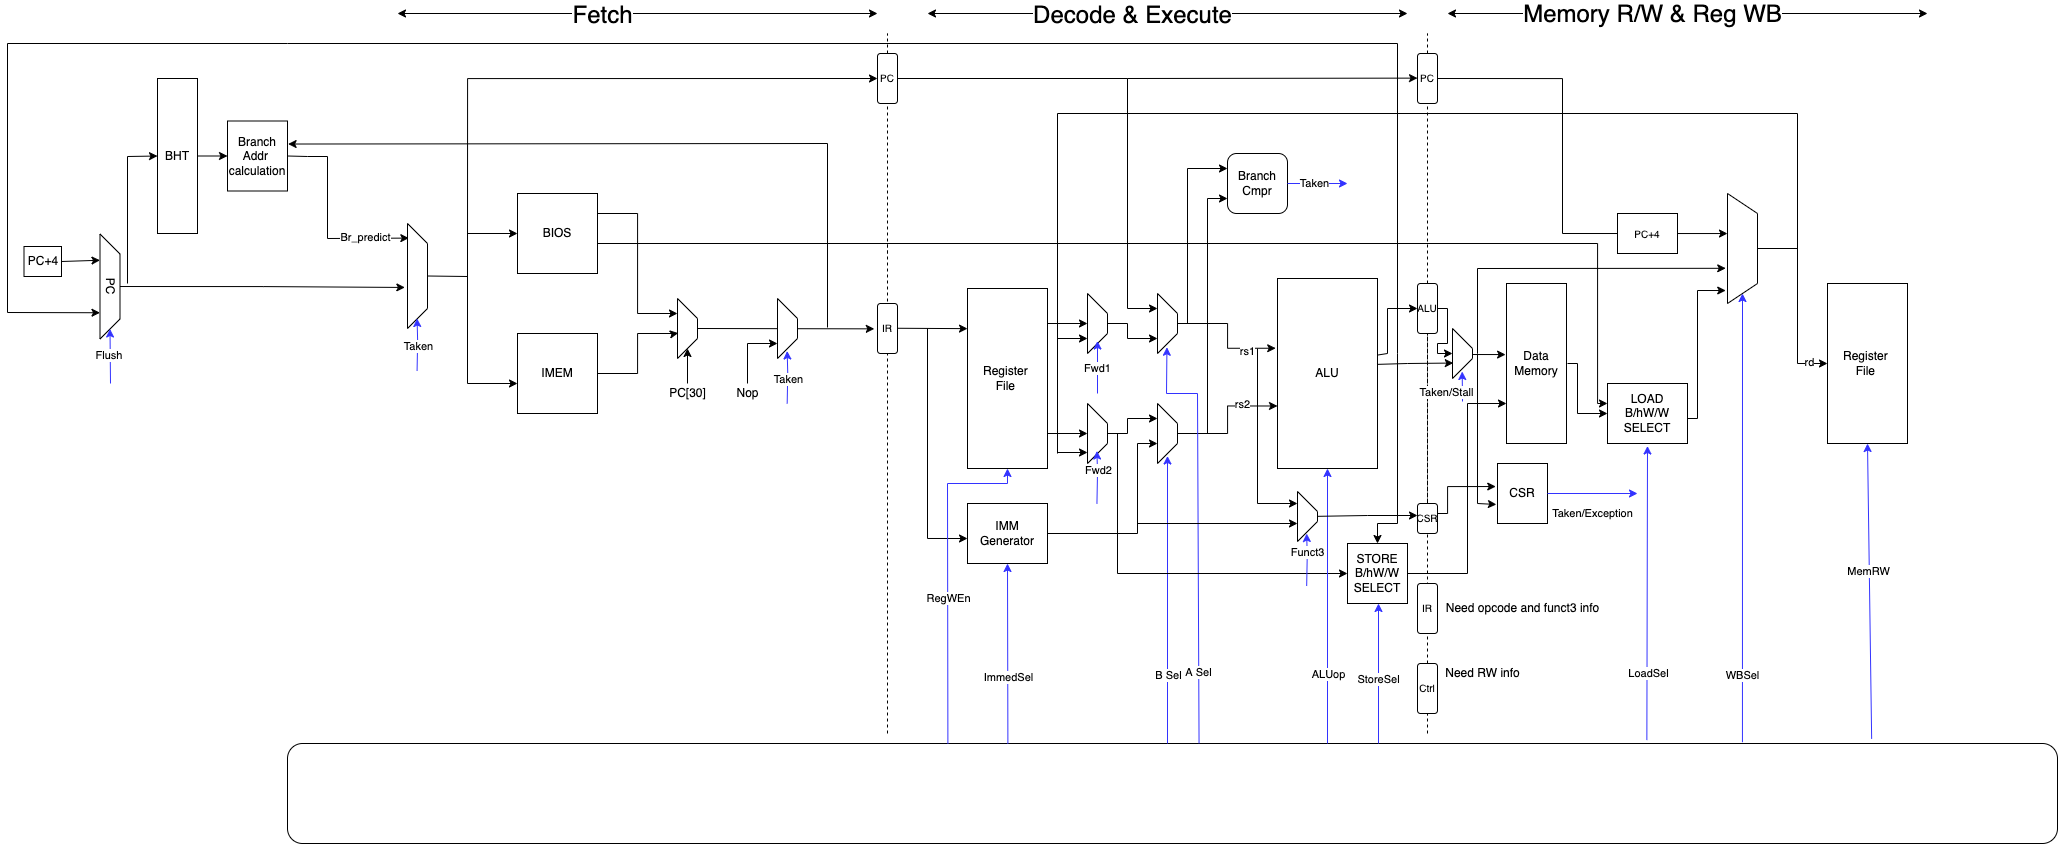 Fetch
Decode & Execute
Memory R/W & Reg WB
PC
PC
BHT
Branch
Addr
calculation
Branch
Cmpr
Taken
Br_predict
BIOS
PC+4
PC+4
PC
Flush
Taken
IMEM
PC[30]
Nop
Taken
IR
Register
File
Fwd1
Fwd2
rs1
rs2
ALU
ALU
Taken/Stall
Data
Memory
LOAD
B/hW/W
SELECT
rd
Register
File
IMM
Generator
Funct3
CSR
CSR
Taken/Exception
STORE
B/hW/W
SELECT
IR
Need opcode and funct3 info
Ctrl
Need RW info
RegWEn
ImmedSel
B Sel
A Sel
ALUop
StoreSel
LoadSel
WBSel
MemRW